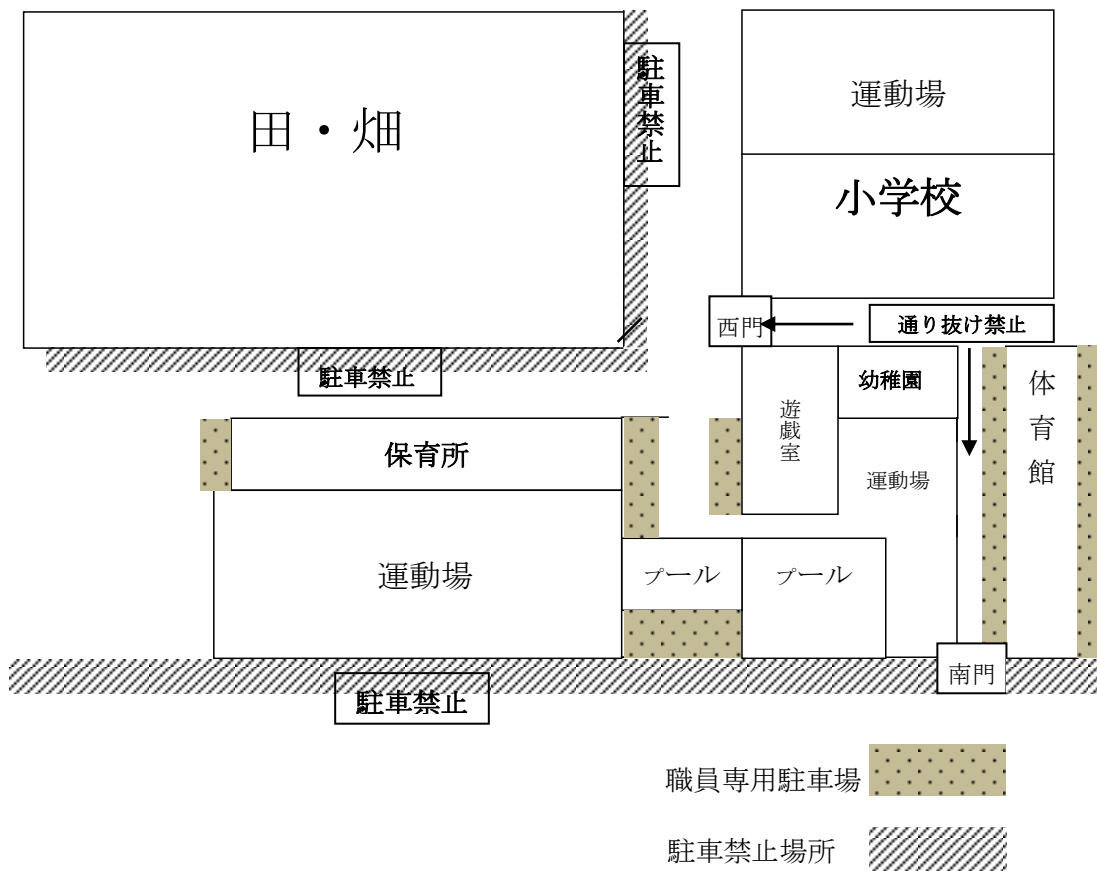 田・畑
駐車禁止
運動場
小学校
西門
通り抜け禁止
駐車禁止
幼稚園
遊戯室
体育館
保育所
運動場
運動場
プール
プール
南門
駐車禁止
職員専用駐車場
駐車禁止場所